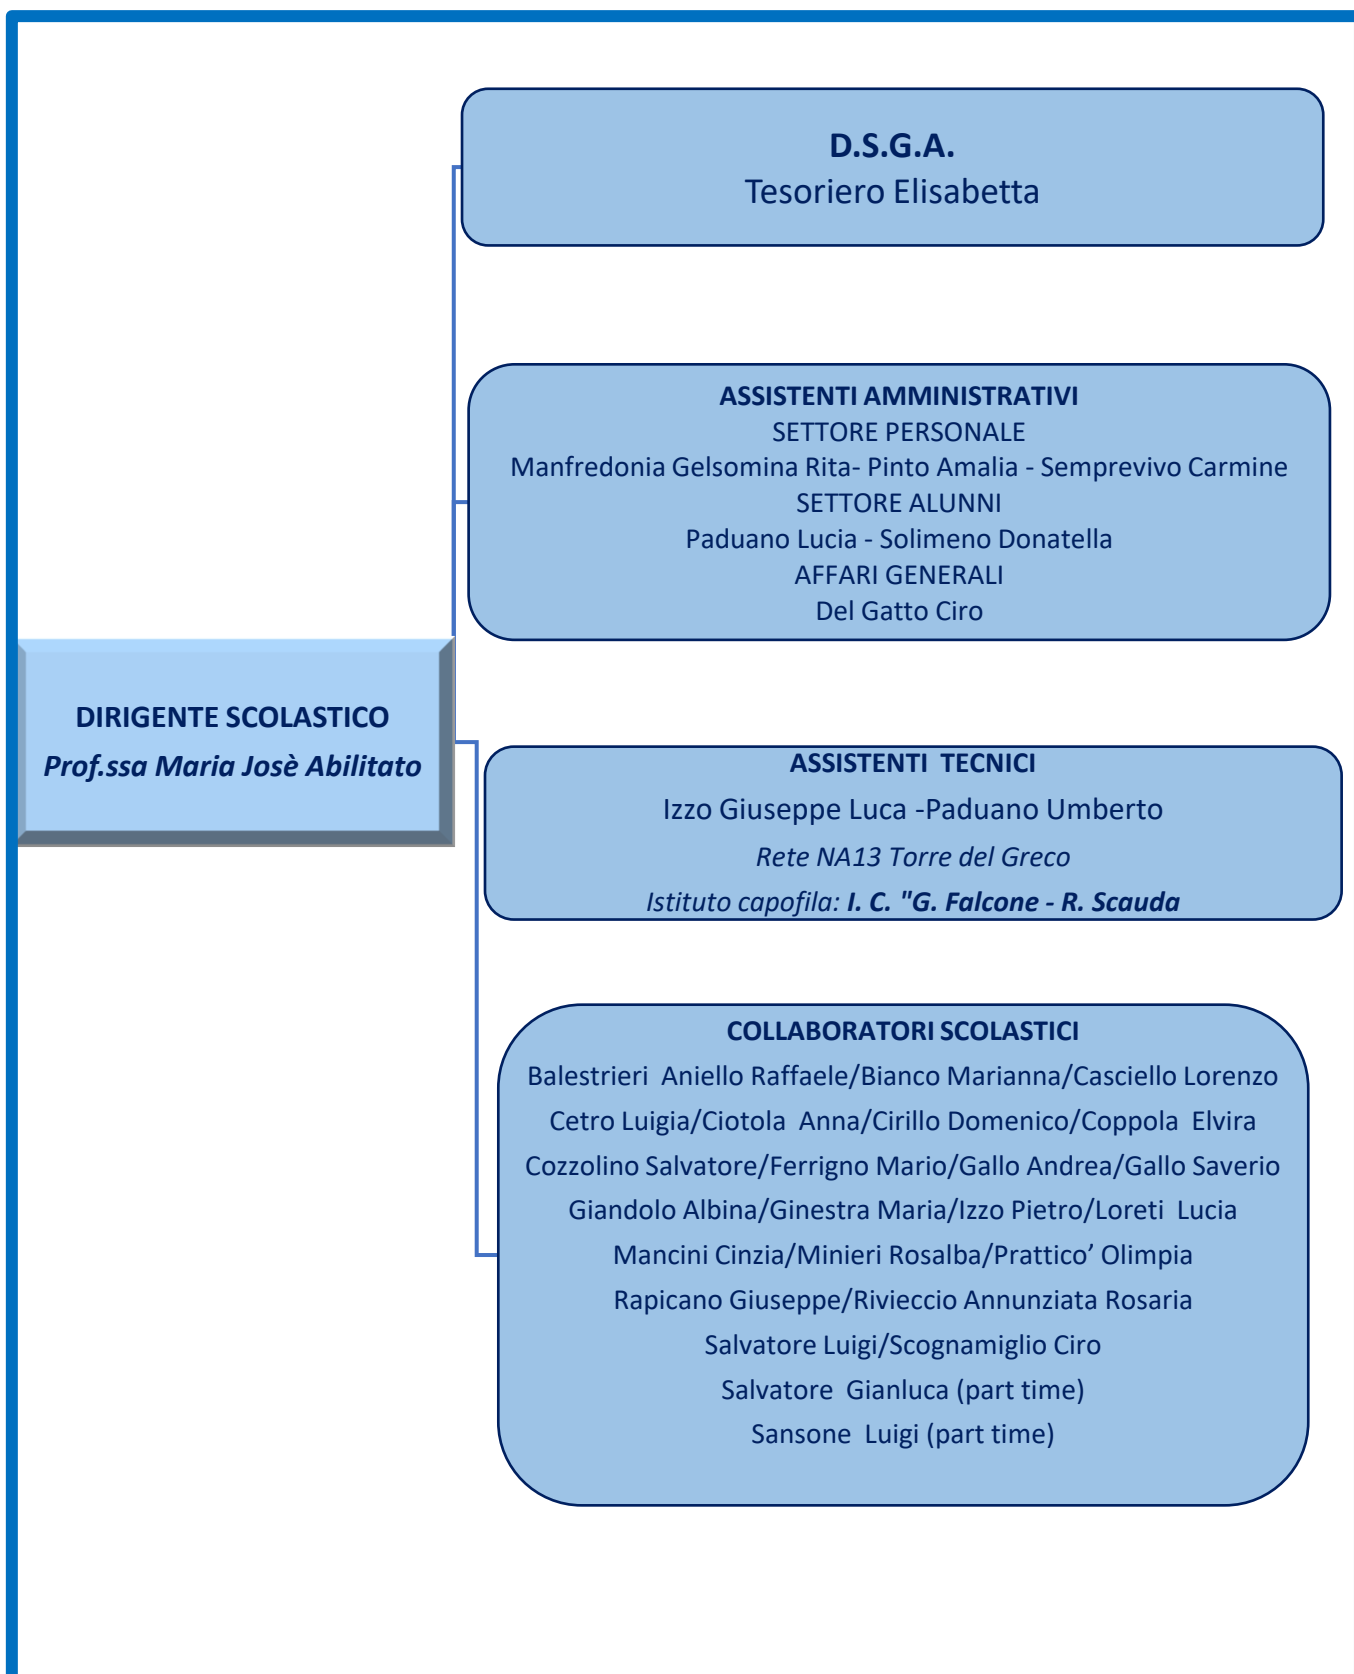 D.S.G.A.
Tesoriero Elisabetta
ASSISTENTI AMMINISTRATIVI
SETTORE PERSONALE
Manfredonia Gelsomina Rita- Pinto Amalia - Semprevivo Carmine
SETTORE ALUNNI
Paduano Lucia - Solimeno Donatella
AFFARI GENERALI
Del Gatto Ciro
DIRIGENTE SCOLASTICO
Prof.ssa Maria Josè Abilitato
ASSISTENTI TECNICI
Izzo Giuseppe Luca -Paduano Umberto
Rete NA13 Torre del Greco
Istituto capofila: I. C. "G. Falcone - R. Scauda
COLLABORATORI SCOLASTICI
Balestrieri Aniello Raffaele/Bianco Marianna/Casciello Lorenzo
Cetro Luigia/Ciotola Anna/Cirillo Domenico/Coppola Elvira
Cozzolino Salvatore/Ferrigno Mario/Gallo Andrea/Gallo Saverio
Giandolo Albina/Ginestra Maria/Izzo Pietro/Loreti Lucia
Mancini Cinzia/Minieri Rosalba/Prattico’ Olimpia
Rapicano Giuseppe/Rivieccio Annunziata Rosaria
Salvatore Luigi/Scognamiglio Ciro
Salvatore Gianluca (part time)
Sansone Luigi (part time)